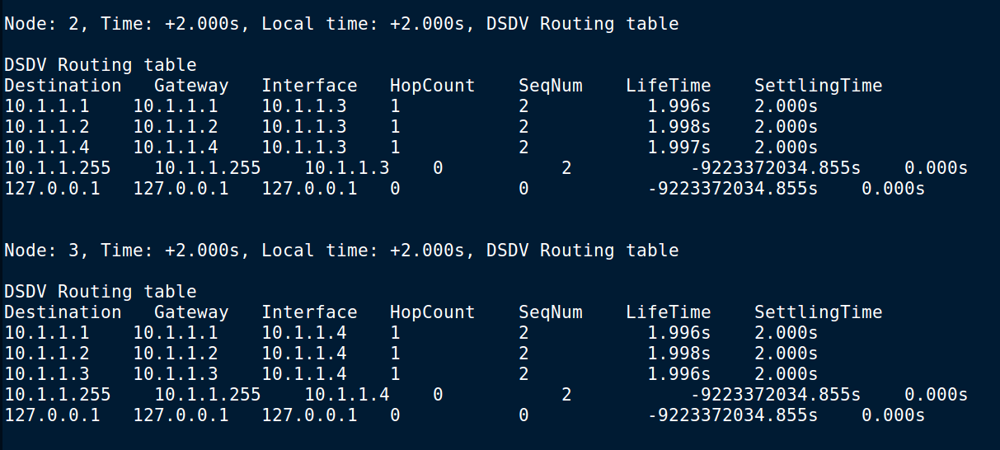 Node: 2, Time: +2.000s, Local time: +2.000s, DSDV Routing table
DSDV Routing table
Destination   Gateway   Interface   HopCount    SeqNum    LifeTime    SettlingTime
10.1.1.1    10.1.1.1    10.1.1.3    1           2           1.996s    2.000s
10.1.1.2    10.1.1.2    10.1.1.3    1           2           1.998s    2.000s
10.1.1.4    10.1.1.4    10.1.1.3    1           2           1.997s    2.000s
10.1.1.255    10.1.1.255    10.1.1.3    0           2           -9223372034.855s    0.000s
127.0.0.1   127.0.0.1   127.0.0.1   0           0           -9223372034.855s    0.000s
Node: 3, Time: +2.000s, Local time: +2.000s, DSDV Routing table
DSDV Routing table
Destination   Gateway   Interface   HopCount    SeqNum    LifeTime    SettlingTime
10.1.1.1    10.1.1.1    10.1.1.4    1           2           1.996s    2.000s
10.1.1.2    10.1.1.2    10.1.1.4    1           2           1.998s    2.000s
10.1.1.3    10.1.1.3    10.1.1.4    1           2           1.996s    2.000s
10.1.1.255    10.1.1.255    10.1.1.4    0           2           -9223372034.855s    0.000s
127.0.0.1   127.0.0.1   127.0.0.1   0           0           -9223372034.855s    0.000s